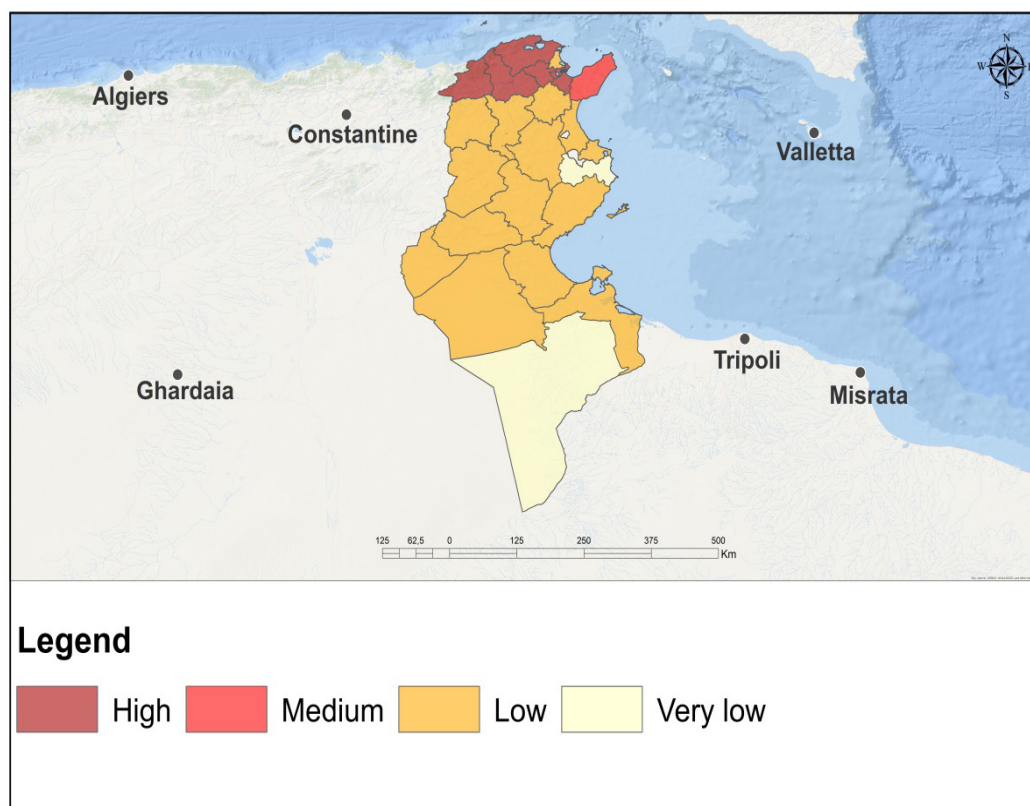 N
W E
S
Algiers
Constantine
Valletta
Ghardaia
Tripoli
Misrata
125 62,5 0 125 250 375 500
Km
Legend
High Medium Low Very low